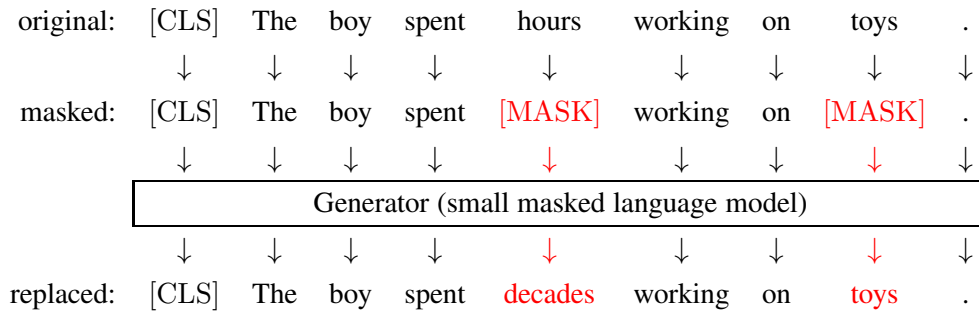 original: [CLS] The boy spent hours working on toys .
↓ ↓ ↓ ↓ ↓ ↓ ↓ ↓ ↓
masked: [CLS] The boy spent [MASK] working on [MASK] .
↓ ↓ ↓ ↓ ↓ ↓ ↓ ↓ ↓
Generator (small masked language model)
↓ ↓ ↓ ↓ ↓ ↓ ↓ ↓ ↓
replaced: [CLS] The boy spent decades working on toys .